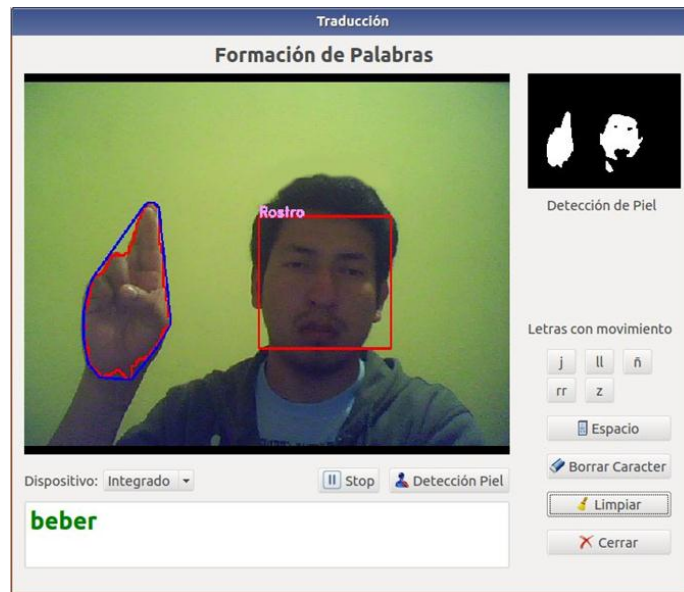 Traducción
Formación de Palabras
Rostro
Detección de Piel
Letras con movimiento
j ll ñ
rr z
Espacio
Borrar Caracter
Limpiar
Cerrar
Dispositivo: Integrado Stop Detección Piel
beber